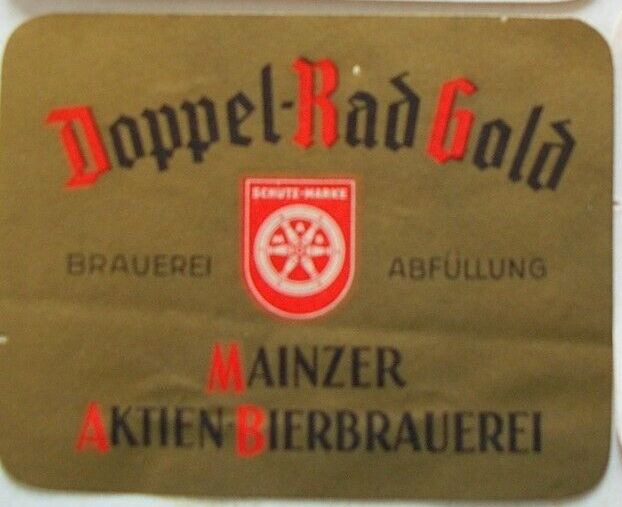 Doppel-Rad Gold
SCHUTZ-MARKE
BRAUEREI ABFÜLLUNG
MAINZER
AKTIEN-BIERBRAUEREI